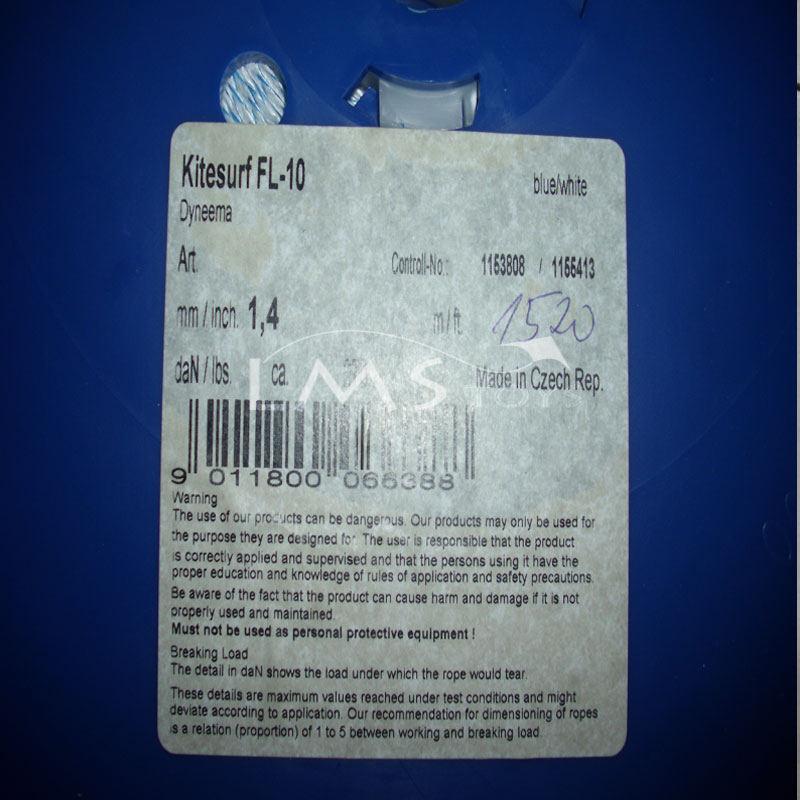 Kitesurf FL-10
blue/white
Dyneema
Art.
Controll-No.: 1153808 / 1155413
mm / inch. 1,4
m / ft. 1520
daN / lbs. ca.
Made in Czech Rep.
LMS
9 011800 066388
Warning
The use of our products can be dangerous. Our products may only be used for
the purpose they are designed for. The user is responsible that the product
is correctly applied and supervised and that the persons using it have the
proper education and knowledge of rules of application and safety precautions.
Be aware of the fact that the product can cause harm and damage if it is not
properly used and maintained.
Must not be used as personal protective equipment !
Breaking Load
The detail in daN shows the load under which the rope would tear.
These details are maximum values reached under test conditions and might
deviate according to application. Our recommendation for dimensioning of ropes
is a relation (proportion) of 1 to 5 between working and breaking load.